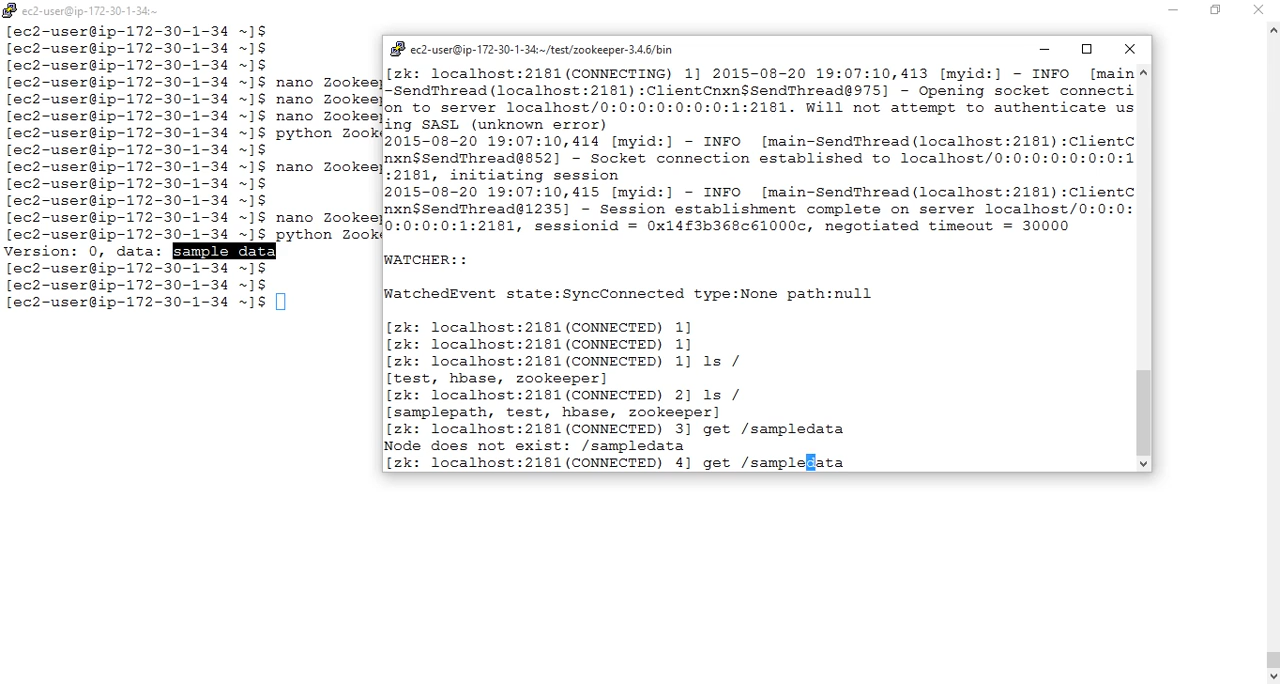 ec2-user@ip-172-30-1-34:~
[ec2-user@ip-172-30-1-34 ~]$
[ec2-user@ip-172-30-1-34 ~]$
[ec2-user@ip-172-30-1-34 ~]$
[ec2-user@ip-172-30-1-34 ~]$ nano Zookee
[ec2-user@ip-172-30-1-34 ~]$ nano Zookee
[ec2-user@ip-172-30-1-34 ~]$ nano Zookee
[ec2-user@ip-172-30-1-34 ~]$ python Zook
[ec2-user@ip-172-30-1-34 ~]$
[ec2-user@ip-172-30-1-34 ~]$ nano Zookee
[ec2-user@ip-172-30-1-34 ~]$
[ec2-user@ip-172-30-1-34 ~]$
[ec2-user@ip-172-30-1-34 ~]$ nano Zookee
[ec2-user@ip-172-30-1-34 ~]$ python Zook
Version: 0, data: sample data
[ec2-user@ip-172-30-1-34 ~]$
[ec2-user@ip-172-30-1-34 ~]$
[ec2-user@ip-172-30-1-34 ~]$
ec2-user@ip-172-30-1-34:~/test/zookeeper-3.4.6/bin
[zk: localhost:2181(CONNECTING) 1] 2015-08-20 19:07:10,413 [myid:] - INFO  [main
-SendThread(localhost:2181):ClientCnxn$SendThread@975] - Opening socket connecti
on to server localhost/0:0:0:0:0:0:0:1:2181. Will not attempt to authenticate us
ing SASL (unknown error)
2015-08-20 19:07:10,414 [myid:] - INFO  [main-SendThread(localhost:2181):ClientC
nxn$SendThread@852] - Socket connection established to localhost/0:0:0:0:0:0:0:1
:2181, initiating session
2015-08-20 19:07:10,415 [myid:] - INFO  [main-SendThread(localhost:2181):ClientC
nxn$SendThread@1235] - Session establishment complete on server localhost/0:0:0:
0:0:0:0:1:2181, sessionid = 0x14f3b368c61000c, negotiated timeout = 30000
WATCHER::
WatchedEvent state:SyncConnected type:None path:null
[zk: localhost:2181(CONNECTED) 1]
[zk: localhost:2181(CONNECTED) 1]
[zk: localhost:2181(CONNECTED) 1] ls /
[test, hbase, zookeeper]
[zk: localhost:2181(CONNECTED) 2] ls /
[samplepath, test, hbase, zookeeper]
[zk: localhost:2181(CONNECTED) 3] get /sampledata
Node does not exist: /sampledata
[zk: localhost:2181(CONNECTED) 4] get /sampledata